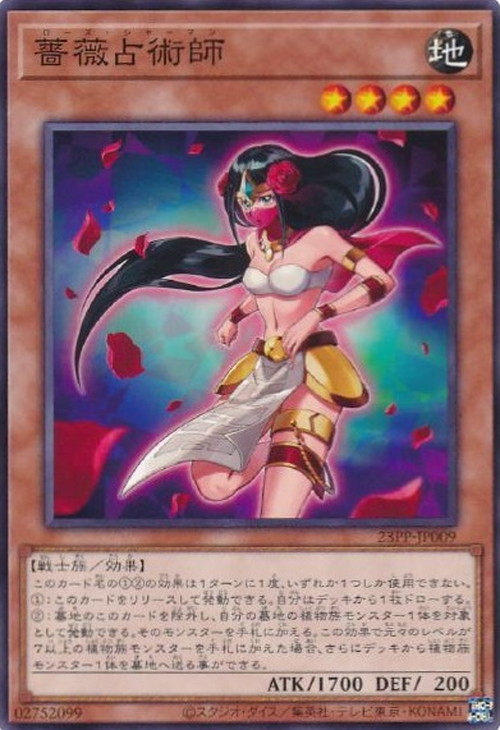 ローズ・シャーマン
薔薇占術師
地
23PP-JP009
【戦士族／効果】
このカード名の①②の効果は1ターンに1度、いずれか1つしか使用できない。
①：このカードをリリースして発動できる。自分はデッキから1枚ドローする。
②：墓地のこのカードを除外し、自分の墓地の植物族モンスター1体を対象
として発動できる。そのモンスターを手札に加える。この効果で元々のレベルが
7以上の植物族モンスターを手札に加えた場合、さらにデッキから植物族
モンスター1体を墓地へ送る事ができる。
ATK/1700 DEF/ 200
02752099
©スタジオ・ダイス／集英社・テレビ東京・KONAMI